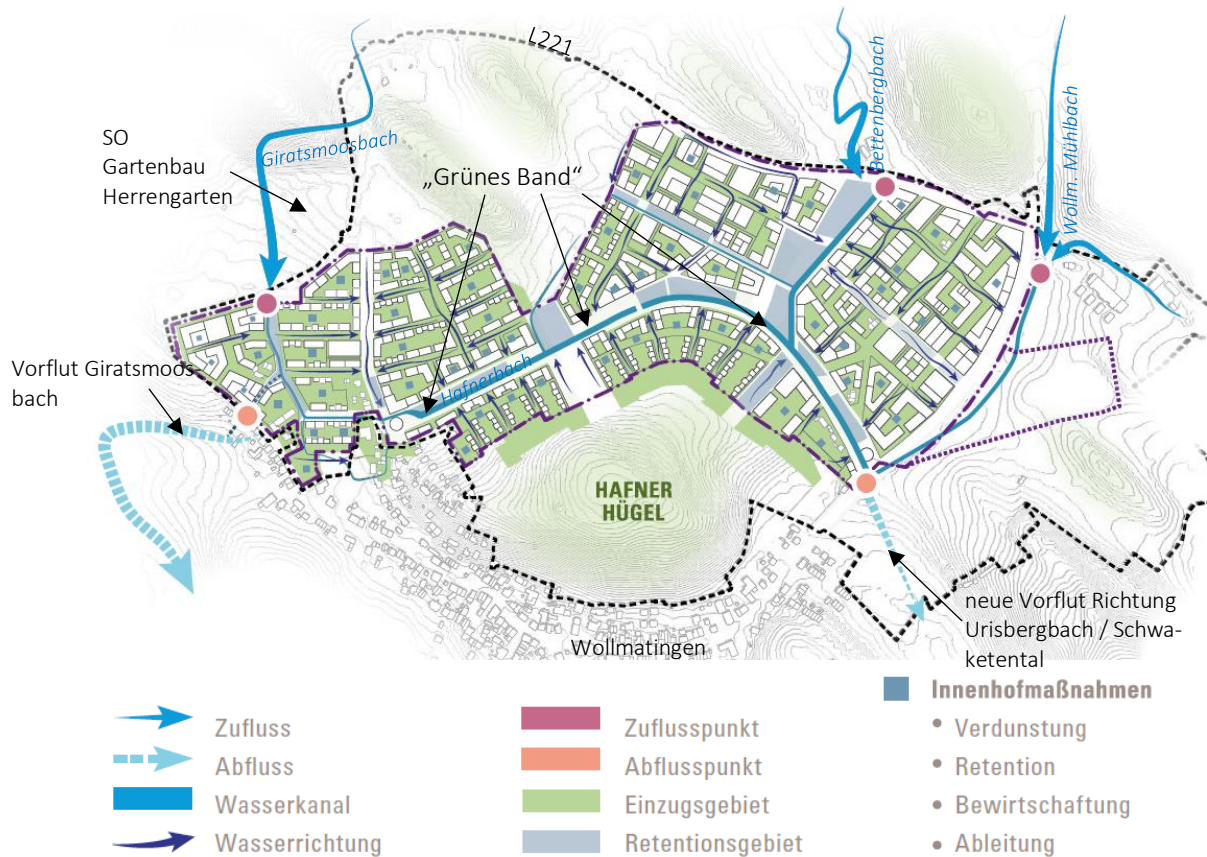 L221
SO
Gartenbau
Herrengarten
Giratsmoosbach
„Grünes Band“
Bettenbergbach
Wollm. Mühlbach
Vorflut Giratsmoos-
bach
Hafnerbach
HAFNER
HÜGEL
neue Vorflut Richtung
Urisbergbach / Schwa-
ketental
Wollmatingen
Zufluss
Abfluss
Wasserkanal
Wasserrichtung
Zuflusspunkt
Abflusspunkt
Einzugsgebiet
Retentionsgebiet
Innenhofmaßnahmen
• Verdunstung
• Retention
• Bewirtschaftung
• Ableitung